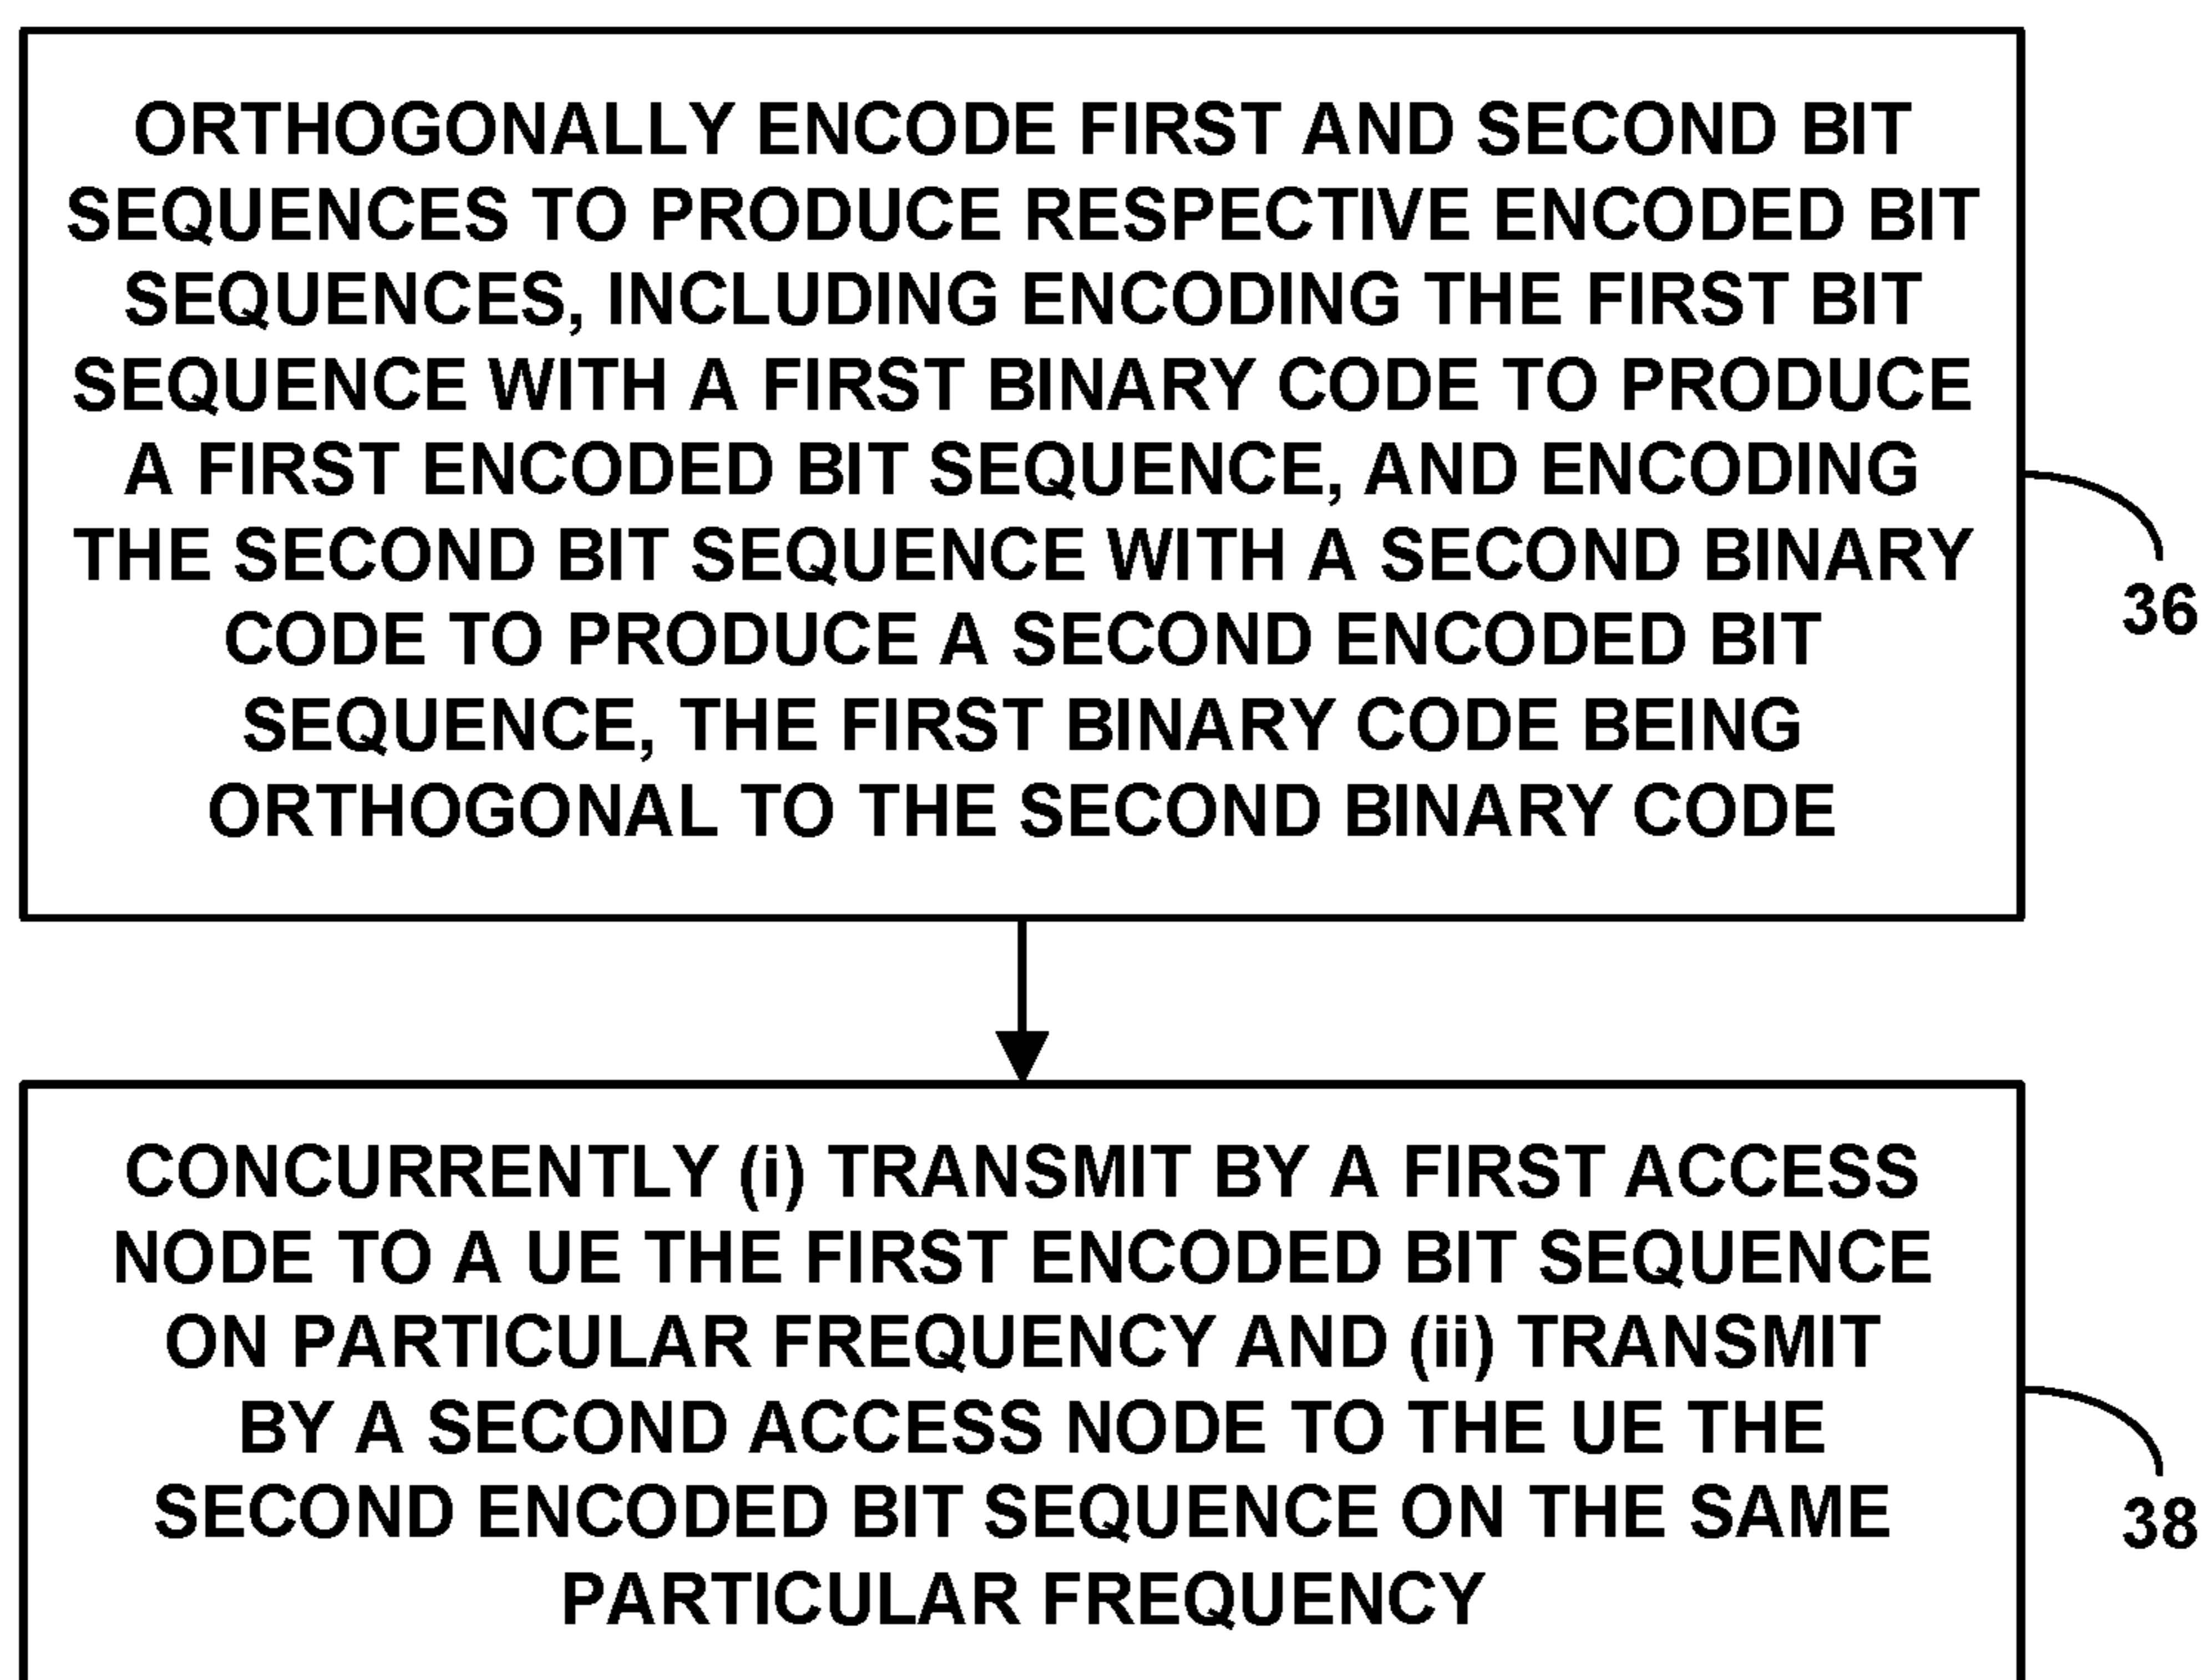 ORTHOGONALLY ENCODE FIRST AND SECOND BIT
SEQUENCES TO PRODUCE RESPECTIVE ENCODED BIT
SEQUENCES, INCLUDING ENCODING THE FIRST BIT
SEQUENCE WITH A FIRST BINARY CODE TO PRODUCE
A FIRST ENCODED BIT SEQUENCE, AND ENCODING
THE SECOND BIT SEQUENCE WITH A SECOND BINARY
CODE TO PRODUCE A SECOND ENCODED BIT
SEQUENCE, THE FIRST BINARY CODE BEING
ORTHOGONAL TO THE SECOND BINARY CODE
36
CONCURRENTLY (i) TRANSMIT BY A FIRST ACCESS
NODE TO A UE THE FIRST ENCODED BIT SEQUENCE
ON PARTICULAR FREQUENCY AND (ii) TRANSMIT
BY A SECOND ACCESS NODE TO THE UE THE
SECOND ENCODED BIT SEQUENCE ON THE SAME
PARTICULAR FREQUENCY
38